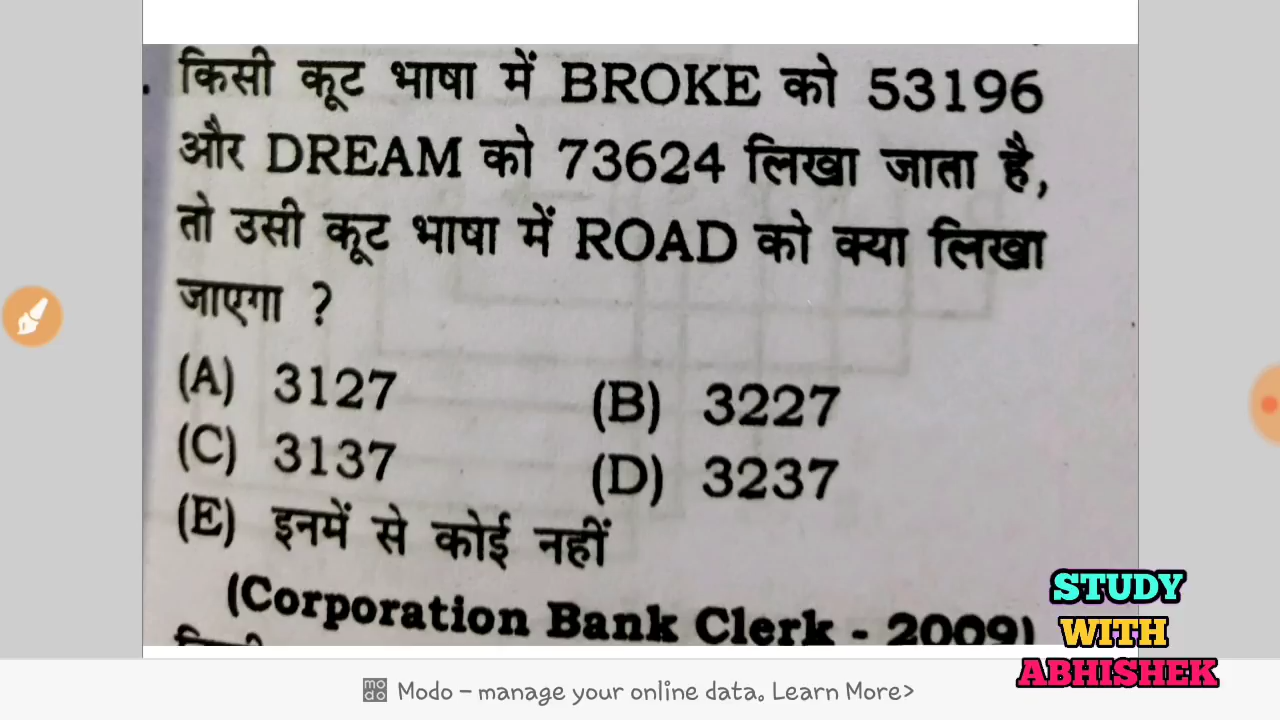 किसी कूट भाषा में BROKE को 53196
और DREAM को 73624 लिखा जाता है,
तो उसी कूट भाषा में ROAD को क्या लिखा
जाएगा ?
(A) 3127 (B) 3227
(C) 3137 (D) 3237
(E) इनमें से कोई नहीं
(Corporation Bank Clerk - 2009)
STUDY
WITH
ABHISHEK
modo Modo – manage your online data. Learn More>